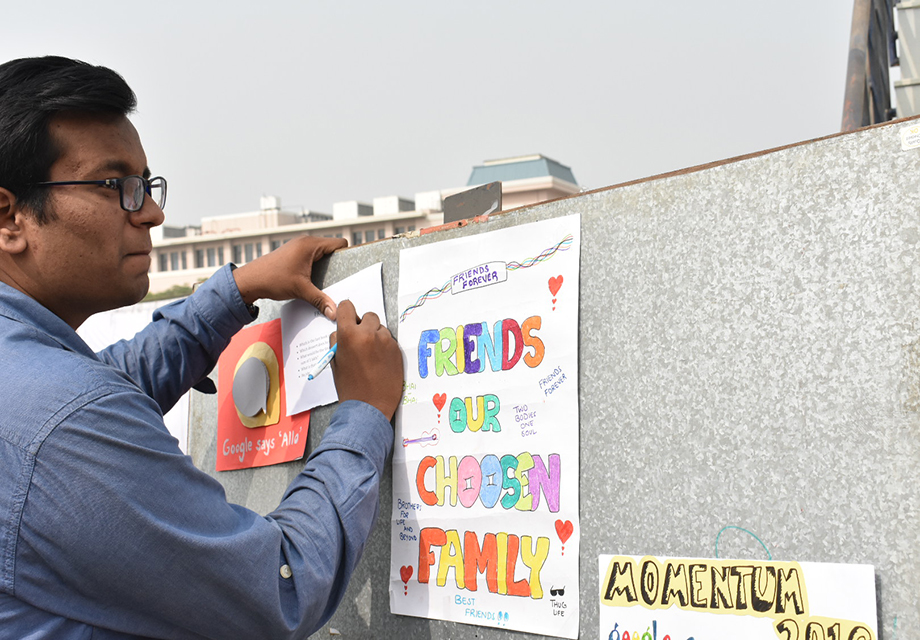 FRIENDS
FOREVER
FRIENDS
FRIENDS
FOREVER
OUR
TWO
BODIES
ONE
SOUL
CHOOSEN
BROTHERS
FOR
LIFE
AND
BEYOND
FAMILY
BEST
FRIENDS !!
THUG
LIFE
Google says 'Allo'
MOMENTUM
google